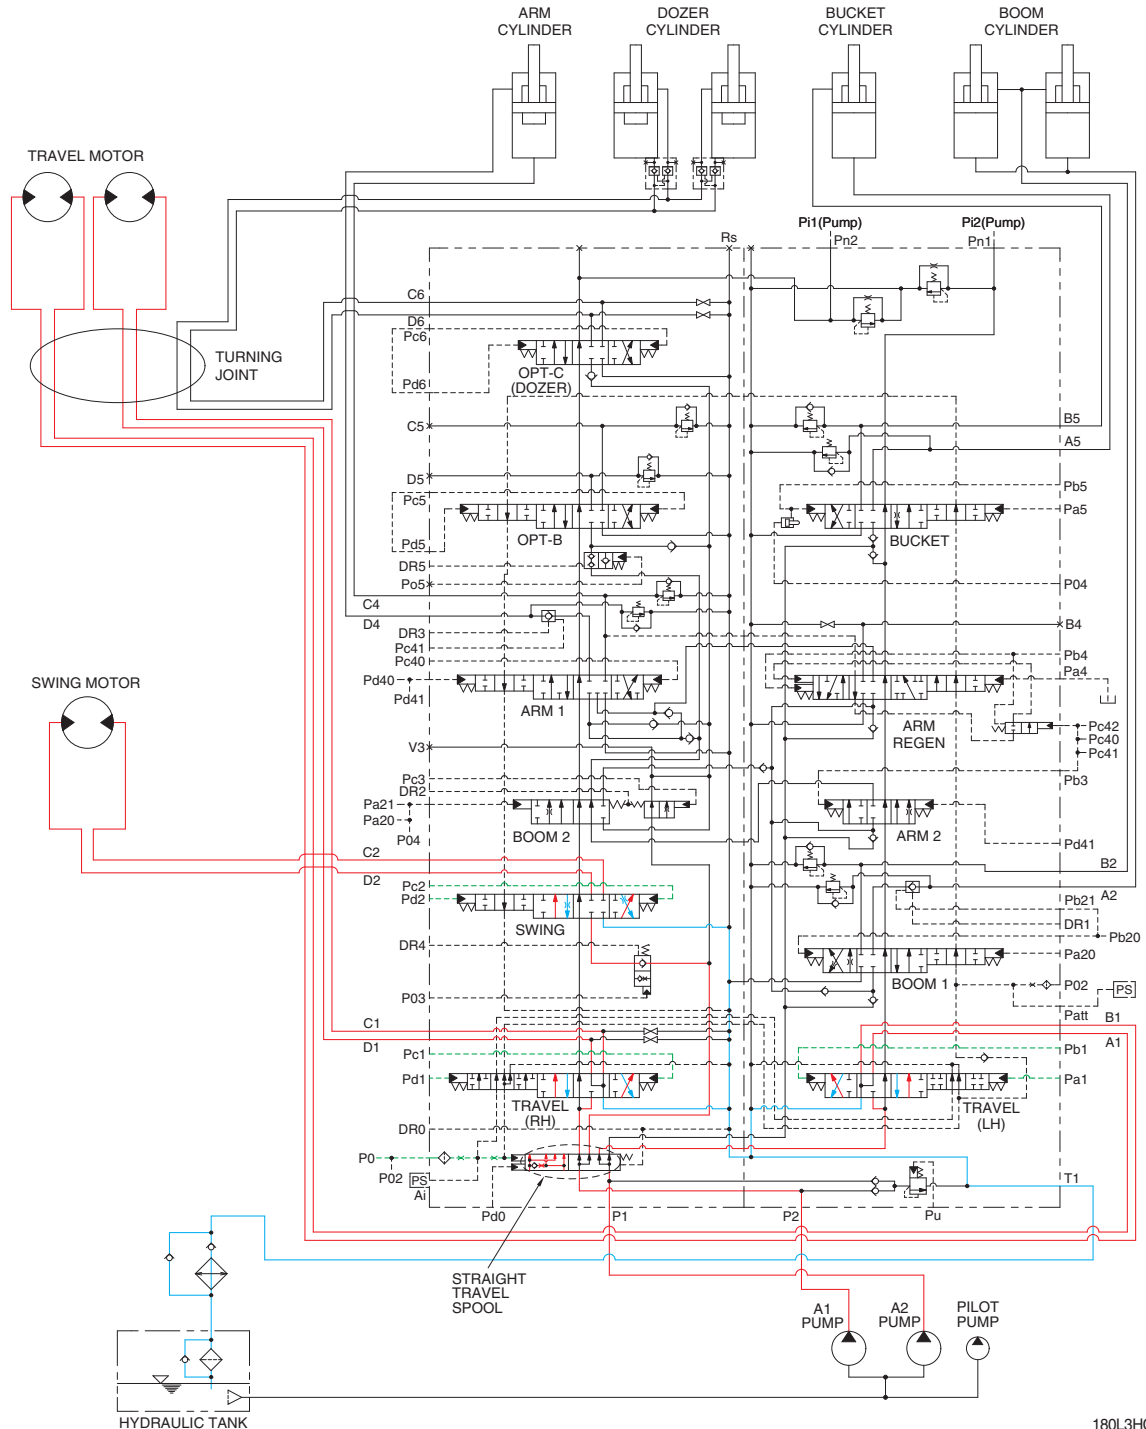 ARM
CYLINDER
DOZER
CYLINDER
BUCKET
CYLINDER
BOOM
CYLINDER
TRAVEL MOTOR
TURNING
JOINT
Rs
Pi1(Pump)
Pn2
Pi2(Pump)
Pn1
C6
D6
Pc6
Pd6
OPT-C
(DOZER)
C5
D5
Pc5
Pd5
OPT-B
DR5
Po5
B5
A5
Pb5
Pa5
BUCKET
P04
C4
D4
DR3
Pc41
Pc40
Pd40
Pd41
ARM 1
B4
Pb4
Pa4
ARM
REGEN
Pc42
Pc40
Pc41
SWING MOTOR
V3
Pc3
DR2
Pa21
Pa20
P04
BOOM 2
Pb3
ARM 2
Pd41
C2
D2
Pc2
Pd2
SWING
B2
A2
Pb21
DR1
Pb20
Pa20
BOOM 1
DR4
P03
P02
PS
Patt
C1
D1
Pc1
Pd1
TRAVEL
(RH)
B1
A1
Pb1
Pa1
TRAVEL
(LH)
DR0
P0
P02
PS
Ai
Pd0
P1
P2
Pu
T1
STRAIGHT
TRAVEL
SPOOL
A1
PUMP
A2
PUMP
PILOT
PUMP
HYDRAULIC TANK
180L3H